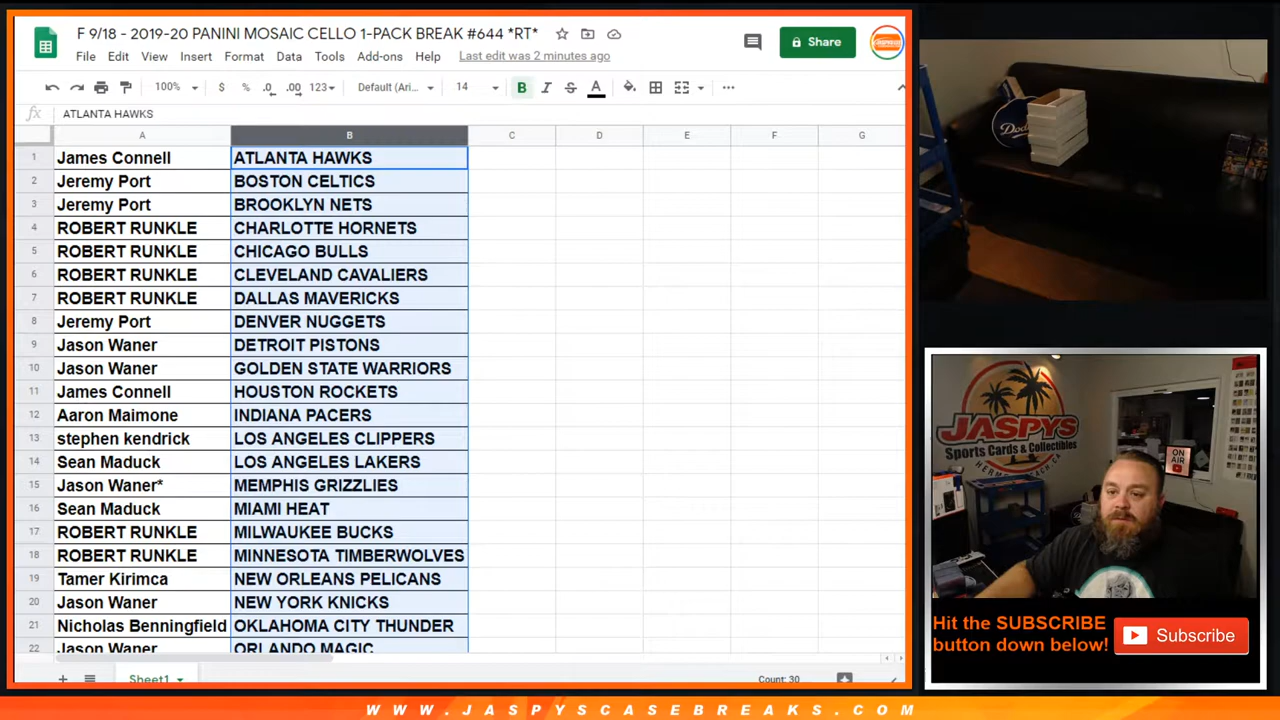 F 9/18 - 2019-20 PANINI MOSAIC CELLO 1-PACK BREAK #644 *RT*
File Edit View Insert Format Data Tools Add-ons Help Last edit was 2 minutes ago
Share
100% $ % .0 .00 123 Default (Ari... 14 B I S A
fx ATLANTA HAWKS
A B C D E F G
1 James Connell ATLANTA HAWKS
2 Jeremy Port BOSTON CELTICS
3 Jeremy Port BROOKLYN NETS
4 ROBERT RUNKLE CHARLOTTE HORNETS
5 ROBERT RUNKLE CHICAGO BULLS
6 ROBERT RUNKLE CLEVELAND CAVALIERS
7 ROBERT RUNKLE DALLAS MAVERICKS
8 Jeremy Port DENVER NUGGETS
9 Jason Waner DETROIT PISTONS
10 Jason Waner GOLDEN STATE WARRIORS
11 James Connell HOUSTON ROCKETS
12 Aaron Maimone INDIANA PACERS
13 stephen kendrick LOS ANGELES CLIPPERS
14 Sean Maduck LOS ANGELES LAKERS
15 Jason Waner* MEMPHIS GRIZZLIES
16 Sean Maduck MIAMI HEAT
17 ROBERT RUNKLE MILWAUKEE BUCKS
18 ROBERT RUNKLE MINNESOTA TIMBERWOLVES
19 Tamer Kirimca NEW ORLEANS PELICANS
20 Jason Waner NEW YORK KNICKS
21 Nicholas Benningfield OKLAHOMA CITY THUNDER
22 Jason Waner ORLANDO MAGIC
Sheet1
Count: 30
JASPYS
Sports Cards & Collectibles
ON AIR
Hit the SUBSCRIBE
button down below!
Subscribe
WWW.JASPYSCASEBREAKS.COM